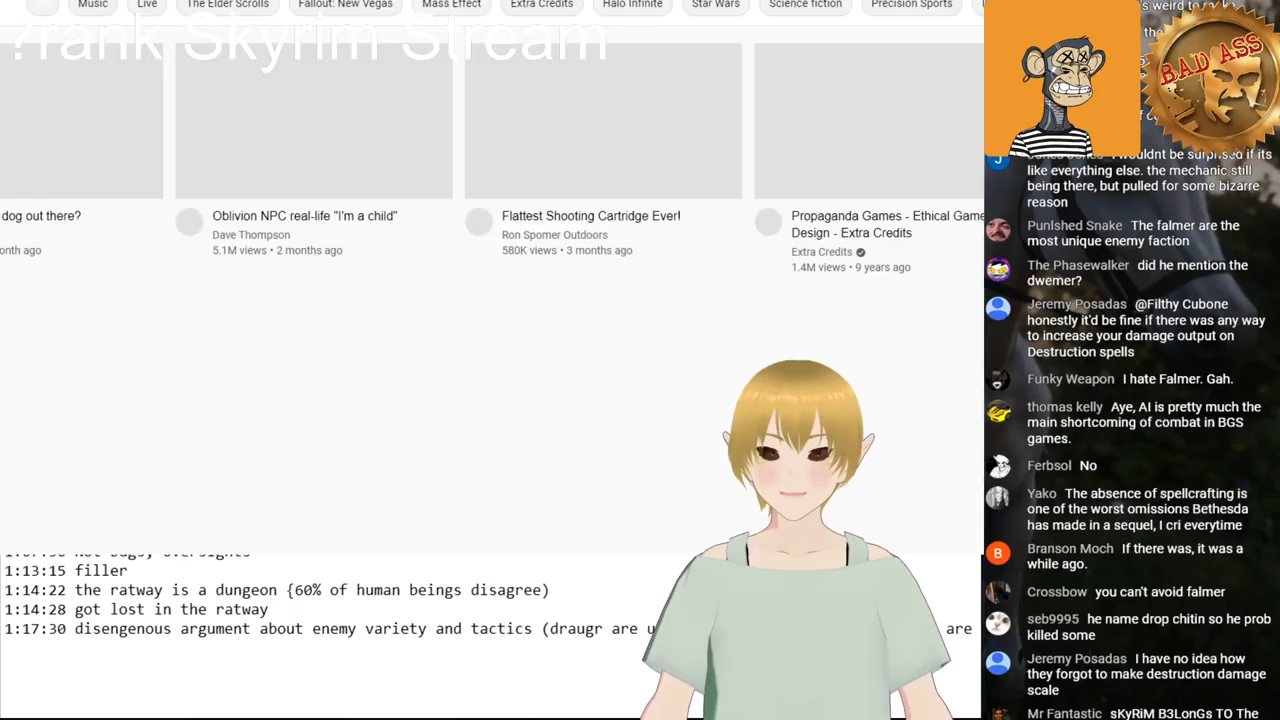 Music Live The Elder Scrolls Fallout: New Vegas Mass Effect Extra Credits Halo Infinite Star Wars Science fiction Precision Sports
?rank Skyrim Stream
dog out there?
onth ago
Oblivion NPC real-life "I'm a child"
Dave Thompson
5.1M views • 2 months ago
Flattest Shooting Cartridge Ever!
Ron Spomer Outdoors
580K views • 3 months ago
Propaganda Games - Ethical Game
Design - Extra Credits
Extra Credits
1.4M views • 9 years ago
1:13:15 filler
1:14:22 the ratway is a dungeon {60% of human beings disagree)
1:14:28 got lost in the ratway
1:17:30 disengenous argument about enemy variety and tactics (draugr are u are
BAD ASS
wouldnt be surprised if its
like everything else. the mechanic still
being there, but pulled for some bizarre
reason
Punlshed Snake The falmer are the
most unique enemy faction
The Phasewalker did he mention the
dwemer?
Jeremy Posadas @Filthy Cubone
honestly it'd be fine if there was any way
to increase your damage output on
Destruction spells
Funky Weapon I hate Falmer. Gah.
thomas kelly Aye, AI is pretty much the
main shortcoming of combat in BGS
games.
Ferbsol No
Yako The absence of spellcrafting is
one of the worst omissions Bethesda
has made in a sequel, I cri everytime
B
Branson Moch If there was, it was a
while ago.
Crossbow you can't avoid falmer
seb9995 he name drop chitin so he prob
killed some
Jeremy Posadas I have no idea how
they forgot to make destruction damage
scale
Mr Fantastic sKyRiM B3LonGs TO The